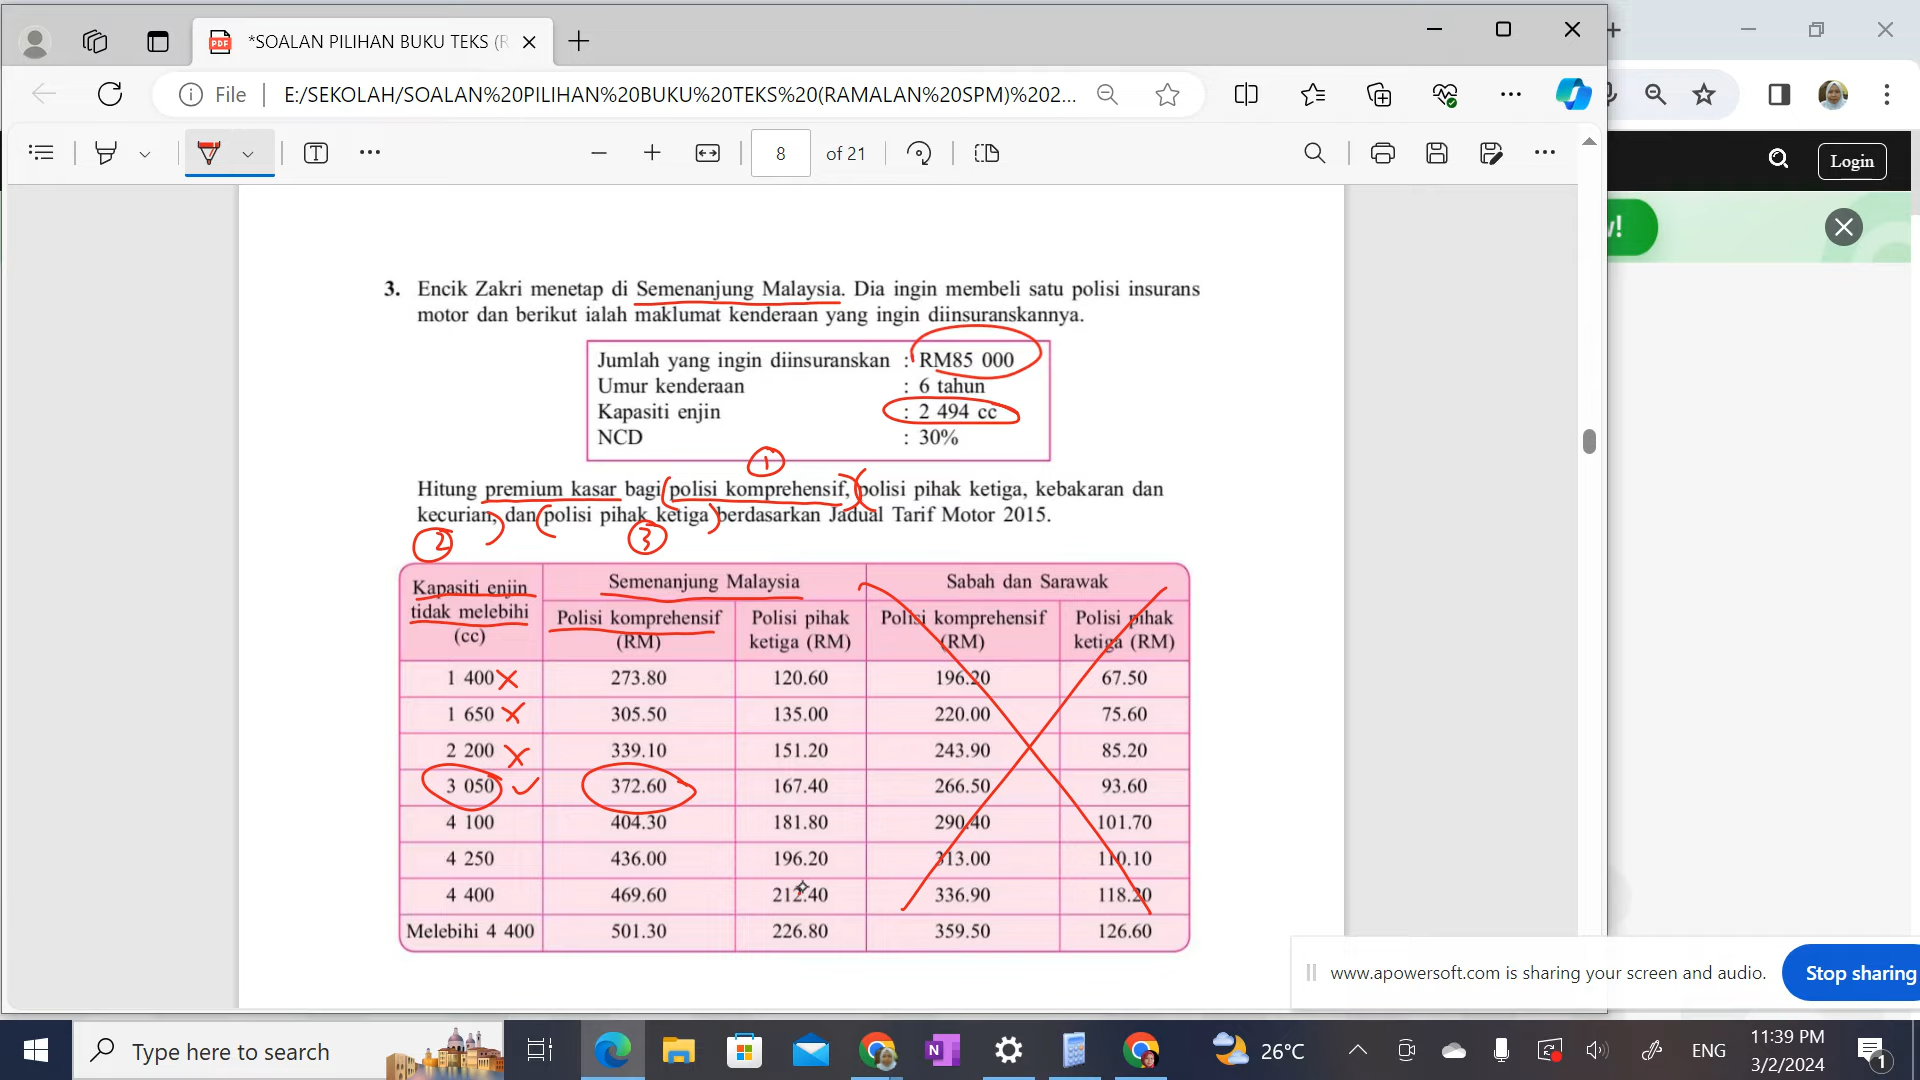 *SOALAN PILIHAN BUKU TEKS (R
File
E:/SEKOLAH/SOALAN%20PILIHAN%20BUKU%20TEKS%20(RAMALAN%20SPM)%202...
8 of 21
Login
3. Encik Zakri menetap di Semenanjung Malaysia. Dia ingin membeli satu polisi insurans
motor dan berikut ialah maklumat kenderaan yang ingin diinsuranskannya.
Jumlah yang ingin diinsuranskan : RM85 000
Umur kenderaan : 6 tahun
Kapasiti enjin : 2 494 cc
NCD : 30%
1
Hitung premium kasar bagi polisi komprehensif, polisi pihak ketiga, kebakaran dan
kecurian, dan polisi pihak ketiga berdasarkan Jadual Tarif Motor 2015.
2 3
Kapasiti enjin tidak melebihi (cc) Semenanjung Malaysia Sabah dan Sarawak
Polisi komprehensif (RM) Polisi pihak ketiga (RM) Polisi komprehensif (RM) Polisi pihak ketiga (RM)
1 400 273.80 120.60 196.20 67.50
1 650 305.50 135.00 220.00 75.60
2 200 339.10 151.20 243.90 85.20
3 050 372.60 167.40 266.50 93.60
4 100 404.30 181.80 290.40 101.70
4 250 436.00 196.20 313.00 110.10
4 400 469.60 212.40 336.90 118.20
Melebihi 4 400 501.30 226.80 359.50 126.60
www.apowersoft.com is sharing your screen and audio. Stop sharing
Type here to search
26°C
ENG
11:39 PM
3/2/2024
1